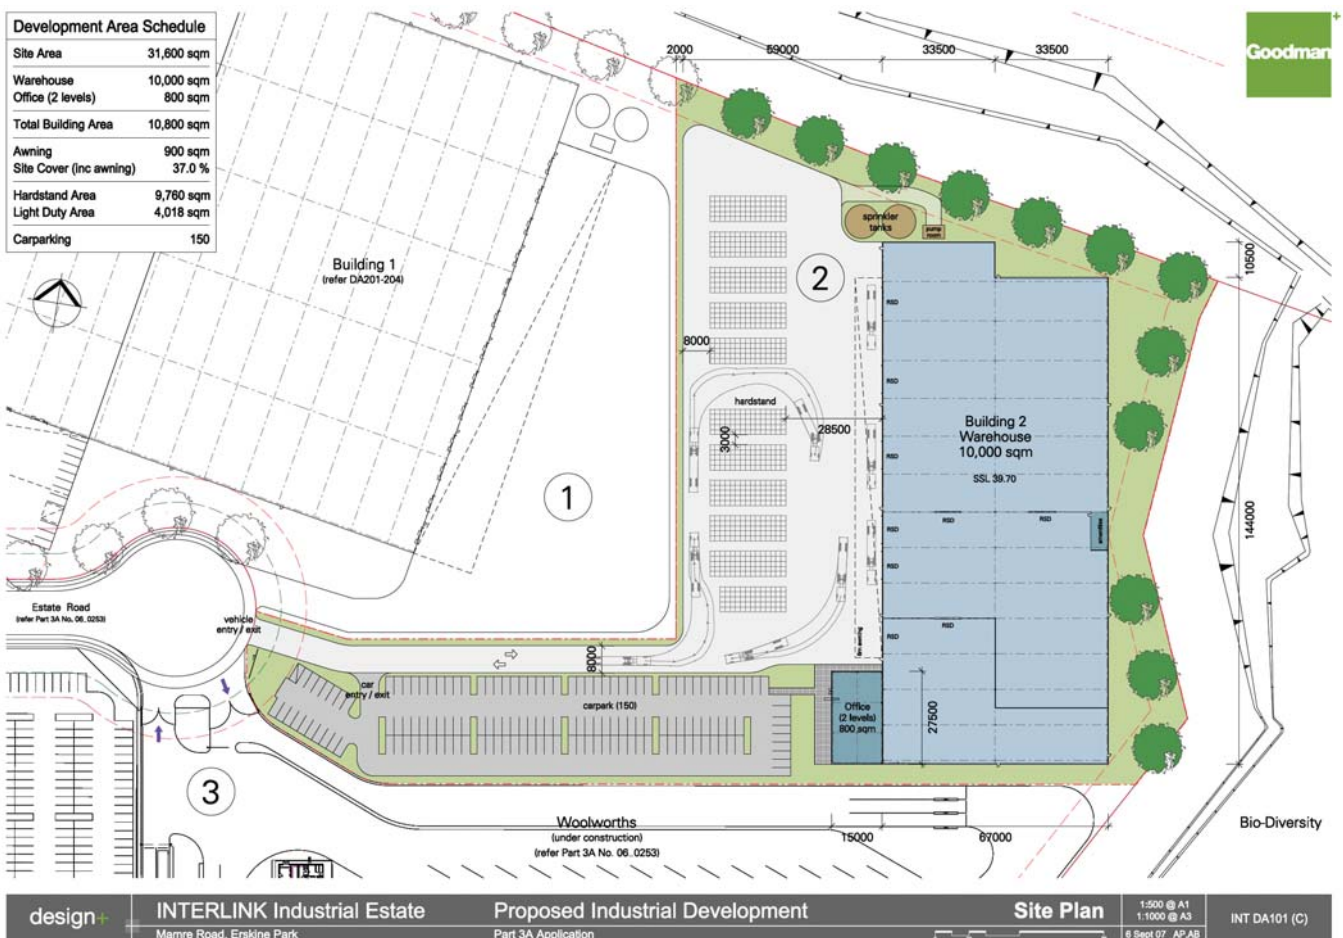 Development Area Schedule
Site Area 31,600 sqm
Warehouse 10,000 sqm
Office (2 levels) 800 sqm
Total Building Area 10,800 sqm
Awning 900 sqm
Site Cover (inc awning) 37.0 %
Hardstand Area 9,760 sqm
Light Duty Area 4,018 sqm
Carparking 150
2000
59000
33500
33500
Goodman+
Building 1
(refer DA201-204)
sprinkler
tanks
pump
room
2
10500
RSD
8000
RSD
hardstand
28500
3000
Building 2
Warehouse
10,000 sqm
SSL 39.70
RSD
1
RSD
RSD
RSD
amenities
144000
RSD
Estate Road
(refer Part 3A No. 06_0253)
vehicle
entry / exit
RSD
RSD
8000
car
entry / exit
carpark (150)
Office
(2 levels)
800 sqm
27500
3
Woolworths
(under construction)
(refer Part 3A No. 06_0253)
15000
67000
Bio-Diversity
design+
INTERLINK Industrial Estate
Mamre Road, Erskine Park
Proposed Industrial Development
Part 3A Application
Site Plan
1:500 @ A1
1:1000 @ A3
6 Sept 07 AP,AB
INT DA101 (C)